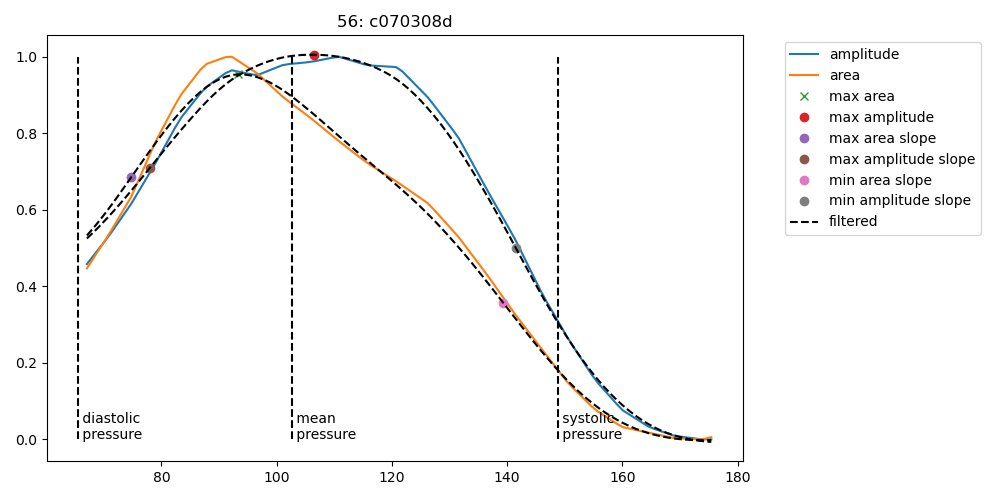 56: c070308d
1.0
0.8
0.6
0.4
0.2
0.0
diastolic
pressure
mean
pressure
systolic
pressure
80
100
120
140
160
180
amplitude
area
max area
max amplitude
max area slope
max amplitude slope
min area slope
min amplitude slope
filtered